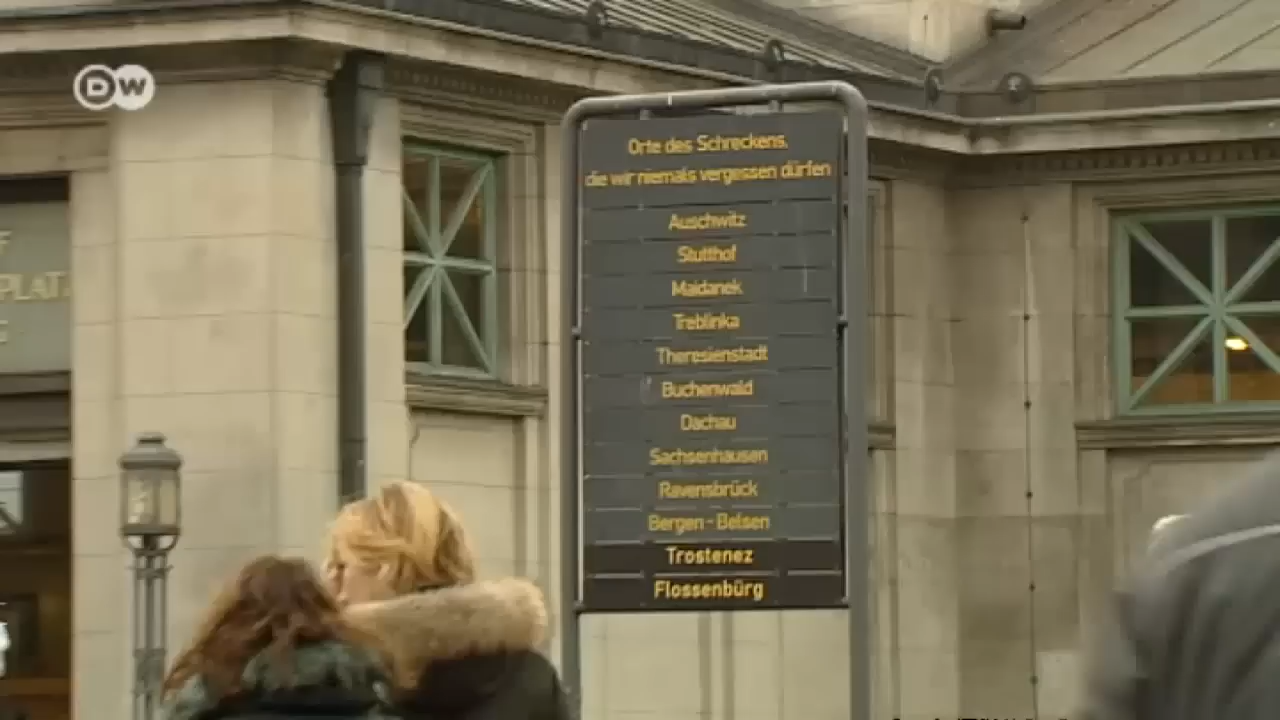 DW
Orte des Schreckens,
die wir niemals vergessen dürfen
Auschwitz
Stutthof
Maidanek
Treblinka
Theresienstadt
Buchenwald
Dachau
Sachsenhausen
Ravensbrück
Bergen - Belsen
Trostenez
Flossenbürg